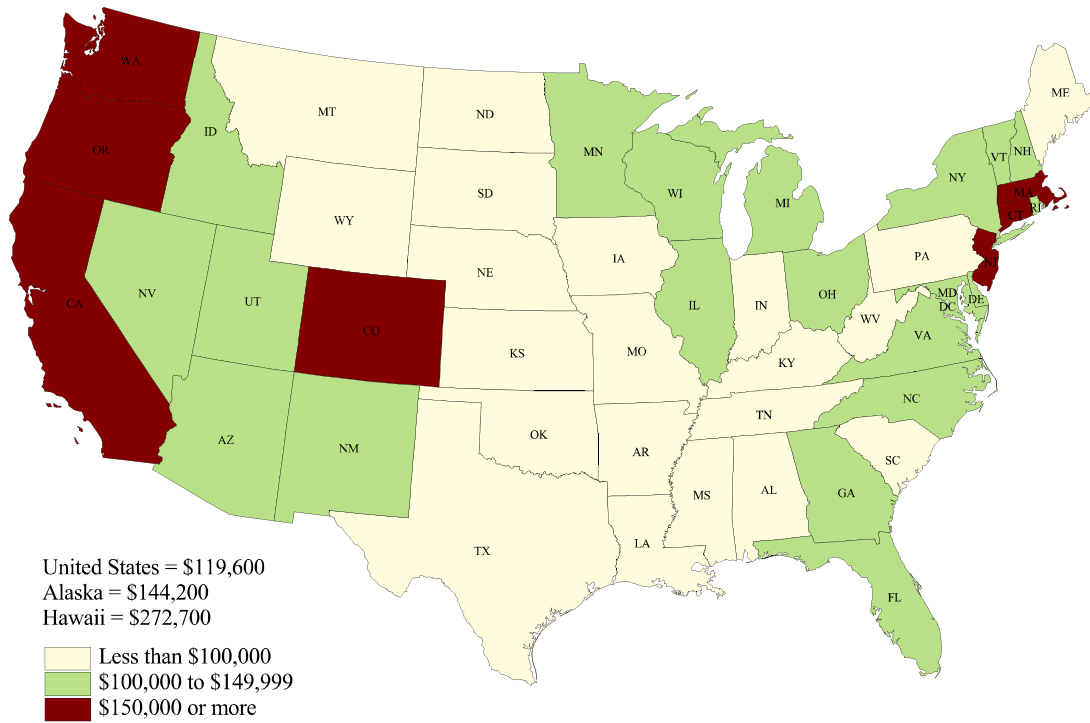 WA
MT
ND
ME
ID
OR
MN
VT
NH
NY
WI
SD
MI
MA
RI
CT
WY
PA
IA
NE
NV
UT
CA
IL
IN
OH
MD
DE
DC
WV
CO
VA
KS
MO
KY
NC
TN
AZ
NM
OK
AR
SC
MS
AL
GA
TX
LA
FL
United States = $119,600
Alaska = $144,200
Hawaii = $272,700
Less than $100,000
$100,000 to $149,999
$150,000 or more